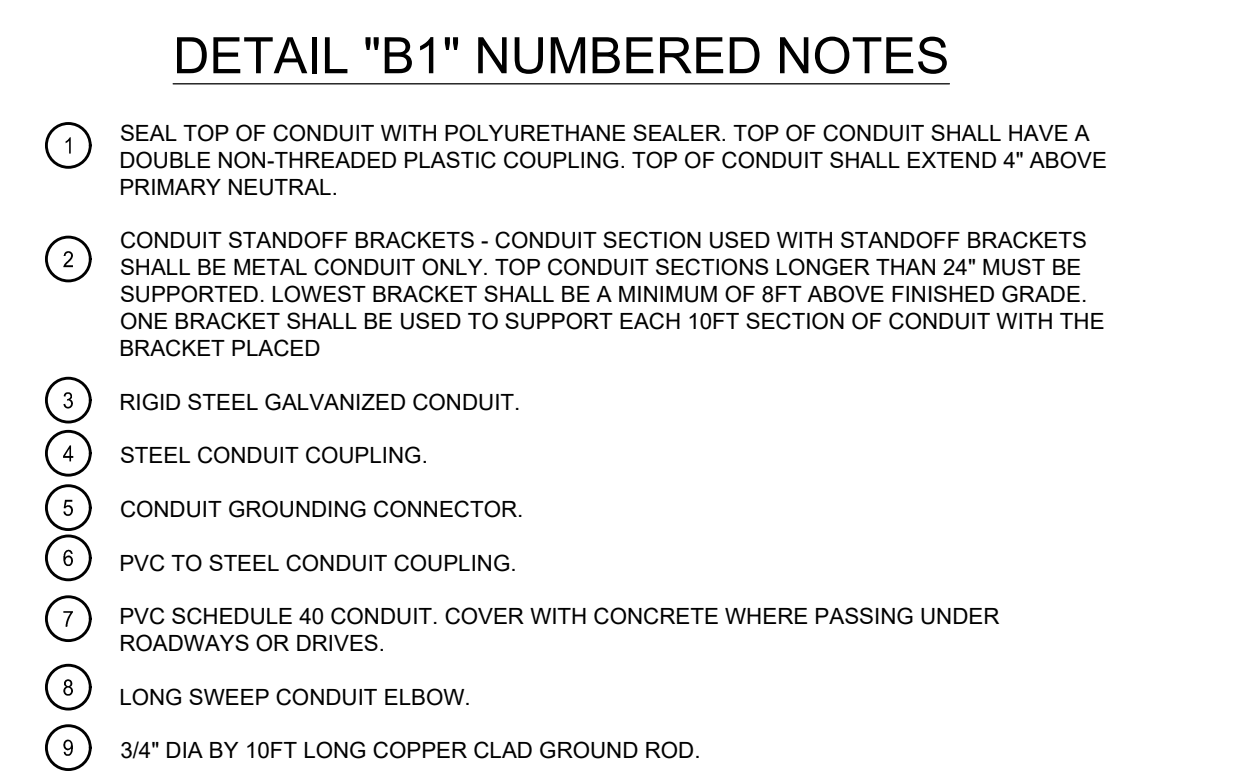 DETAIL "B1" NUMBERED NOTES
1 SEAL TOP OF CONDUIT WITH POLYURETHANE SEALER. TOP OF CONDUIT SHALL HAVE A
DOUBLE NON-THREADED PLASTIC COUPLING. TOP OF CONDUIT SHALL EXTEND 4" ABOVE
PRIMARY NEUTRAL.
2 CONDUIT STANDOFF BRACKETS - CONDUIT SECTION USED WITH STANDOFF BRACKETS
SHALL BE METAL CONDUIT ONLY. TOP CONDUIT SECTIONS LONGER THAN 24" MUST BE
SUPPORTED. LOWEST BRACKET SHALL BE A MINIMUM OF 8FT ABOVE FINISHED GRADE.
ONE BRACKET SHALL BE USED TO SUPPORT EACH 10FT SECTION OF CONDUIT WITH THE
BRACKET PLACED
3 RIGID STEEL GALVANIZED CONDUIT.
4 STEEL CONDUIT COUPLING.
5 CONDUIT GROUNDING CONNECTOR.
6 PVC TO STEEL CONDUIT COUPLING.
7 PVC SCHEDULE 40 CONDUIT. COVER WITH CONCRETE WHERE PASSING UNDER
ROADWAYS OR DRIVES.
8 LONG SWEEP CONDUIT ELBOW.
9 3/4" DIA BY 10FT LONG COPPER CLAD GROUND ROD.